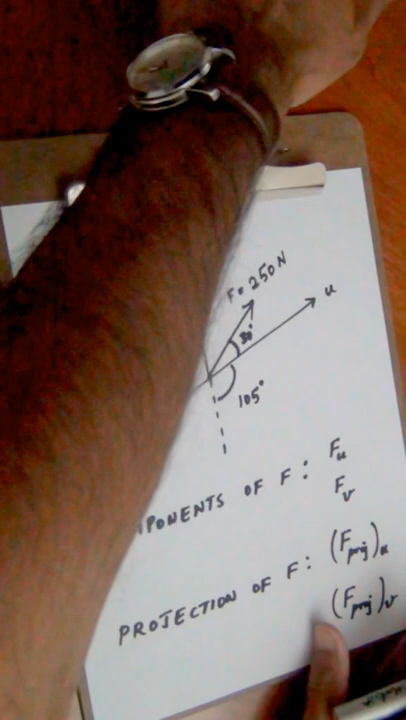 F = 250N
u
30°
105°
PONENTS OF F : Fu
Fv
PROJECTION OF F : (Fproj)u
(Fproj)v